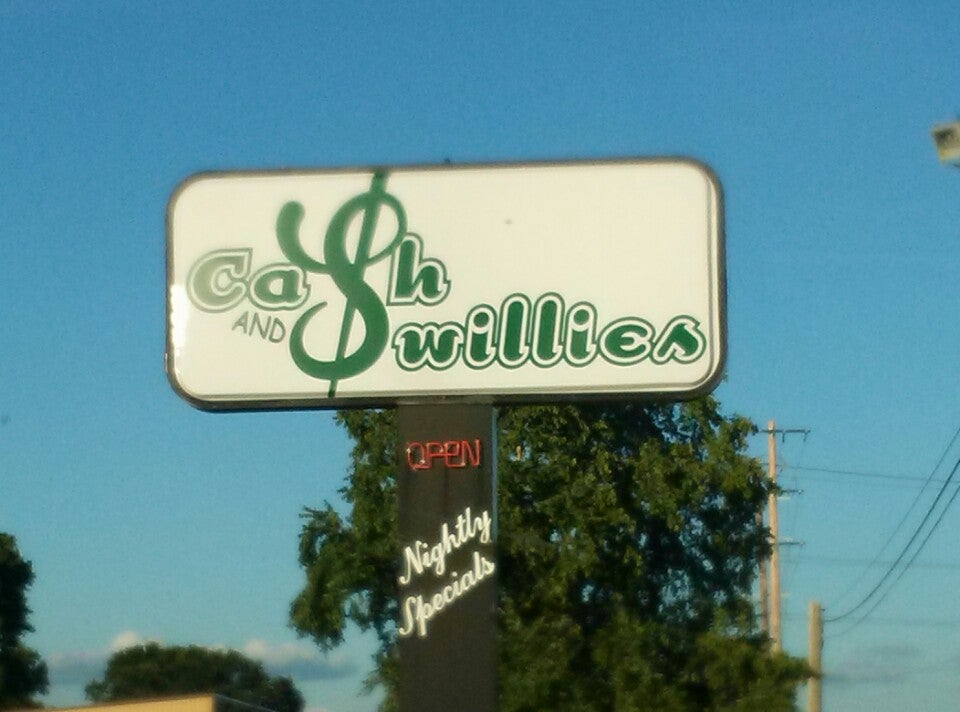 Ca$h
AND $willies
OPEN
Nightly
Specials